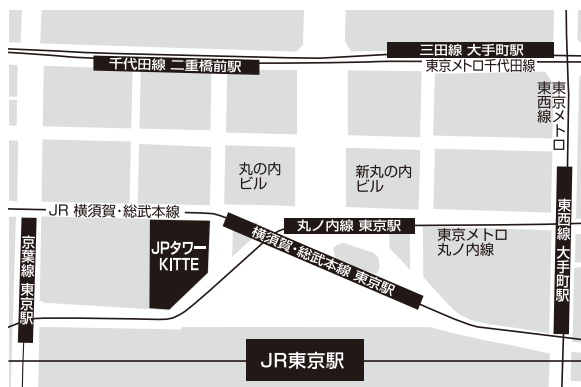 三田線 大手町駅
千代田線 二重橋前駅
東京メトロ千代田線
東京メトロ
東西線
丸の内
ビル
新丸の内
ビル
JR 横須賀・総武本線
丸ノ内線 東京駅
東西線 大手町駅
京葉線 東京駅
JPタワー
KITTE
横須賀・総武本線 東京駅
東京メトロ
丸ノ内線
JR東京駅